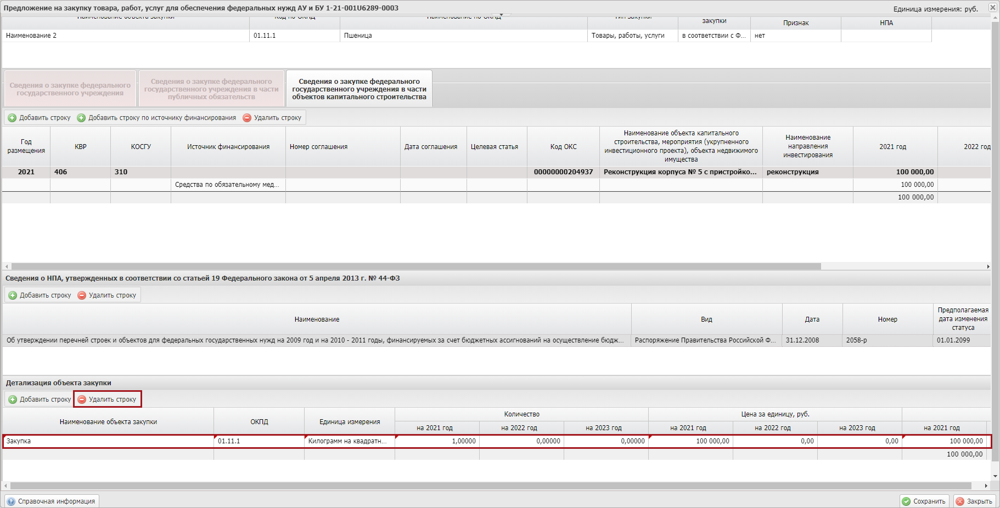 Предложение на закупку товара, работ, услуг для обеспечения федеральных нужд АУ и БУ 1-21-001U6289-0003
Единица измерения: руб.
Наименование объекта закупки Код по ОКПД Наименование по ОКПД Тип закупки закупки Признак НПА
Наименование 2 01.11.1 Пшеница Товары, работы, услуги в соответствии с Ф... нет
Сведения о закупке федерального
государственного учреждения
Сведения о закупке федерального
государственного учреждения в части
публичных обязательств
Сведения о закупке федерального
государственного учреждения в части
объектов капитального строительства
Добавить строку Добавить строку по источнику финансирования Удалить строку
Год
размещения
КВР
КОСГУ
Источник финансирования
Номер соглашения
Дата соглашения
Целевая статья
Код ОКС
Наименование объекта капитального
строительства, мероприятия (укрупненного
инвестиционного проекта), объекта недвижимого
имущества
Наименование
направления
инвестирования
2021 год
2022 год
2021 406 310 00000000204937 Реконструкция корпуса № 5 с пристройко... реконструкция 100 000,00
Средства по обязательному мед... 100 000,00
100 000,00
Сведения о НПА, утвержденных в соответствии со статьей 19 Федерального закона от 5 апреля 2013 г. № 44-ФЗ
Добавить строку Удалить строку
Наименование
Вид
Дата
Номер
Предполагаемая
дата изменения
статуса
Об утверждении перечней строек и объектов для федеральных государственных нужд на 2009 год и на 2010 - 2011 годы, финансируемых за счет бюджетных ассигнований на осуществление бюдж... Распоряжение Правительства Российской Ф... 31.12.2008 2058-р 01.01.2099
Детализация объекта закупки
Добавить строку Удалить строку
Наименование объекта закупки
ОКПД
Единица измерения
Количество
Цена за единицу, руб.
на 2021 год на 2022 год на 2023 год на 2021 год на 2022 год на 2023 год на 2021 год
Закупка 01.11.1 Килограмм на квадратн... 1,00000 0,00000 0,00000 100 000,00 0,00 0,00 100 000,00
100 000,00
Справочная информация Сохранить Закрыть